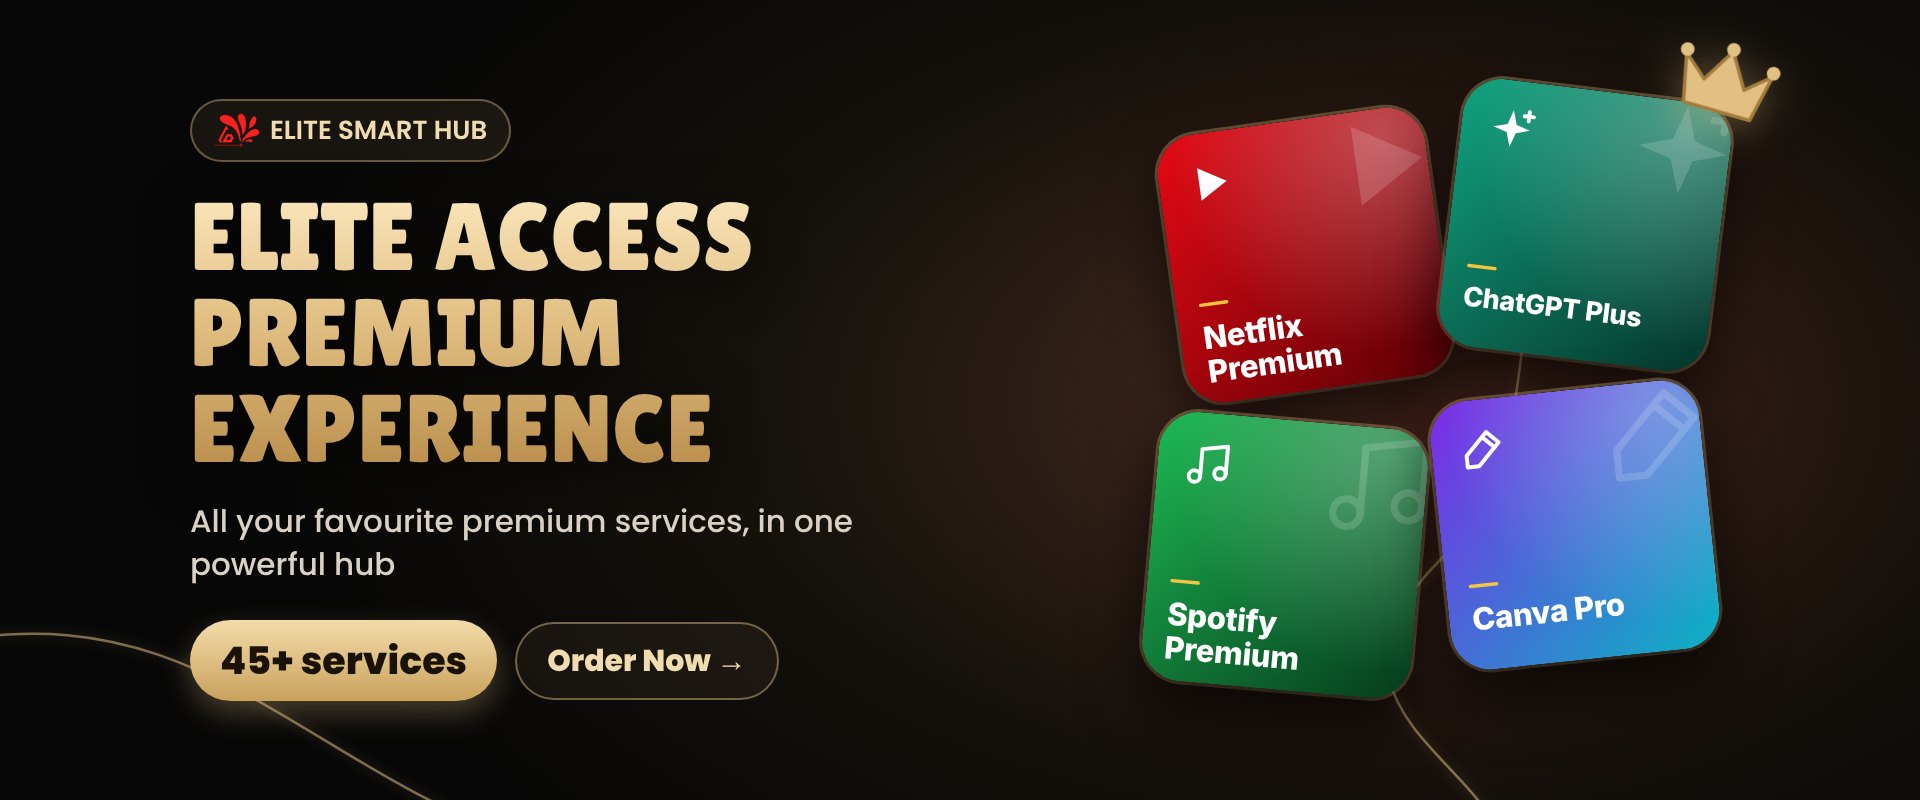 ELITE SMART HUB
ELITE ACCESS
PREMIUM
EXPERIENCE
All your favourite premium services, in one
powerful hub
45+ services
Order Now →
Netflix
Premium
ChatGPT Plus
Spotify
Premium
Canva Pro